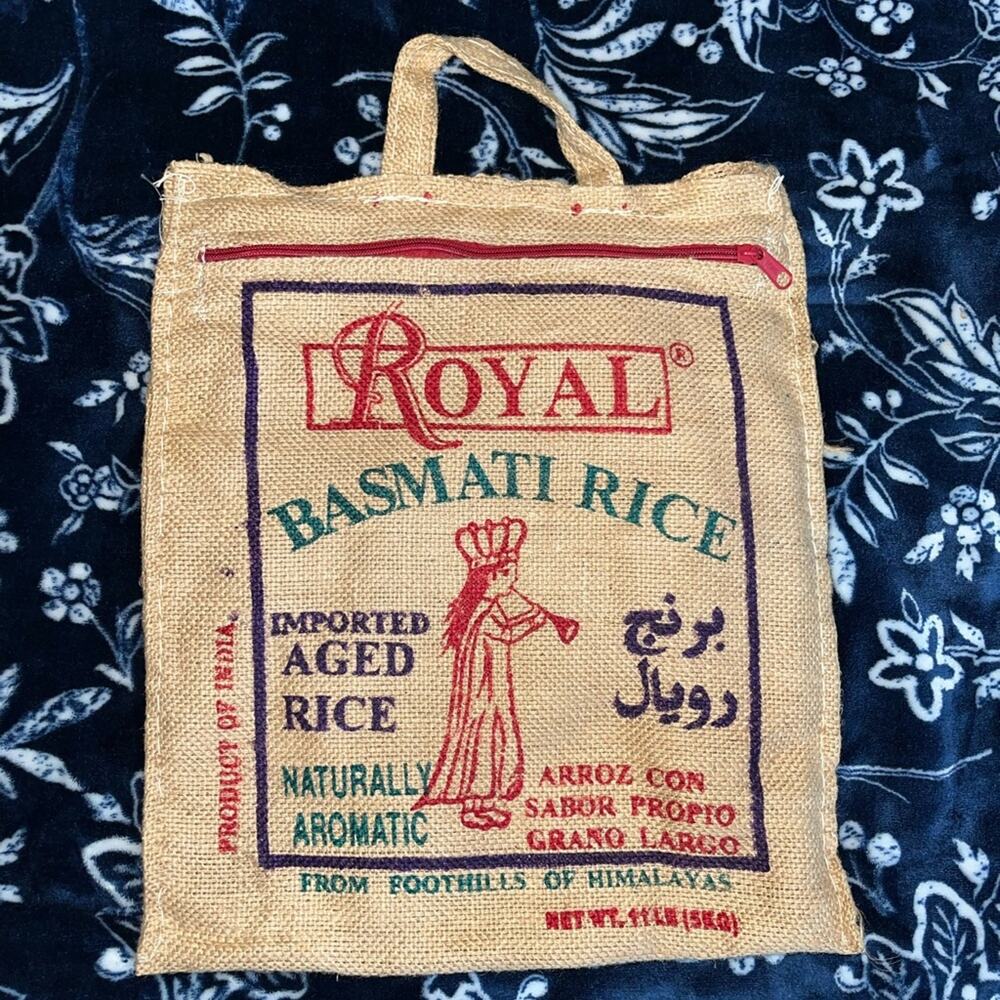 ROYAL®
BASMATI RICE
IMPORTED
AGED
RICE
برنج
رویال
NATURALLY
AROMATIC
ARROZ CON
SABOR PROPIO
GRANO LARGO
FROM FOOTHILLS OF HIMALAYAS
NET WT. 11 LB (5KG)
PRODUCT OF INDIA